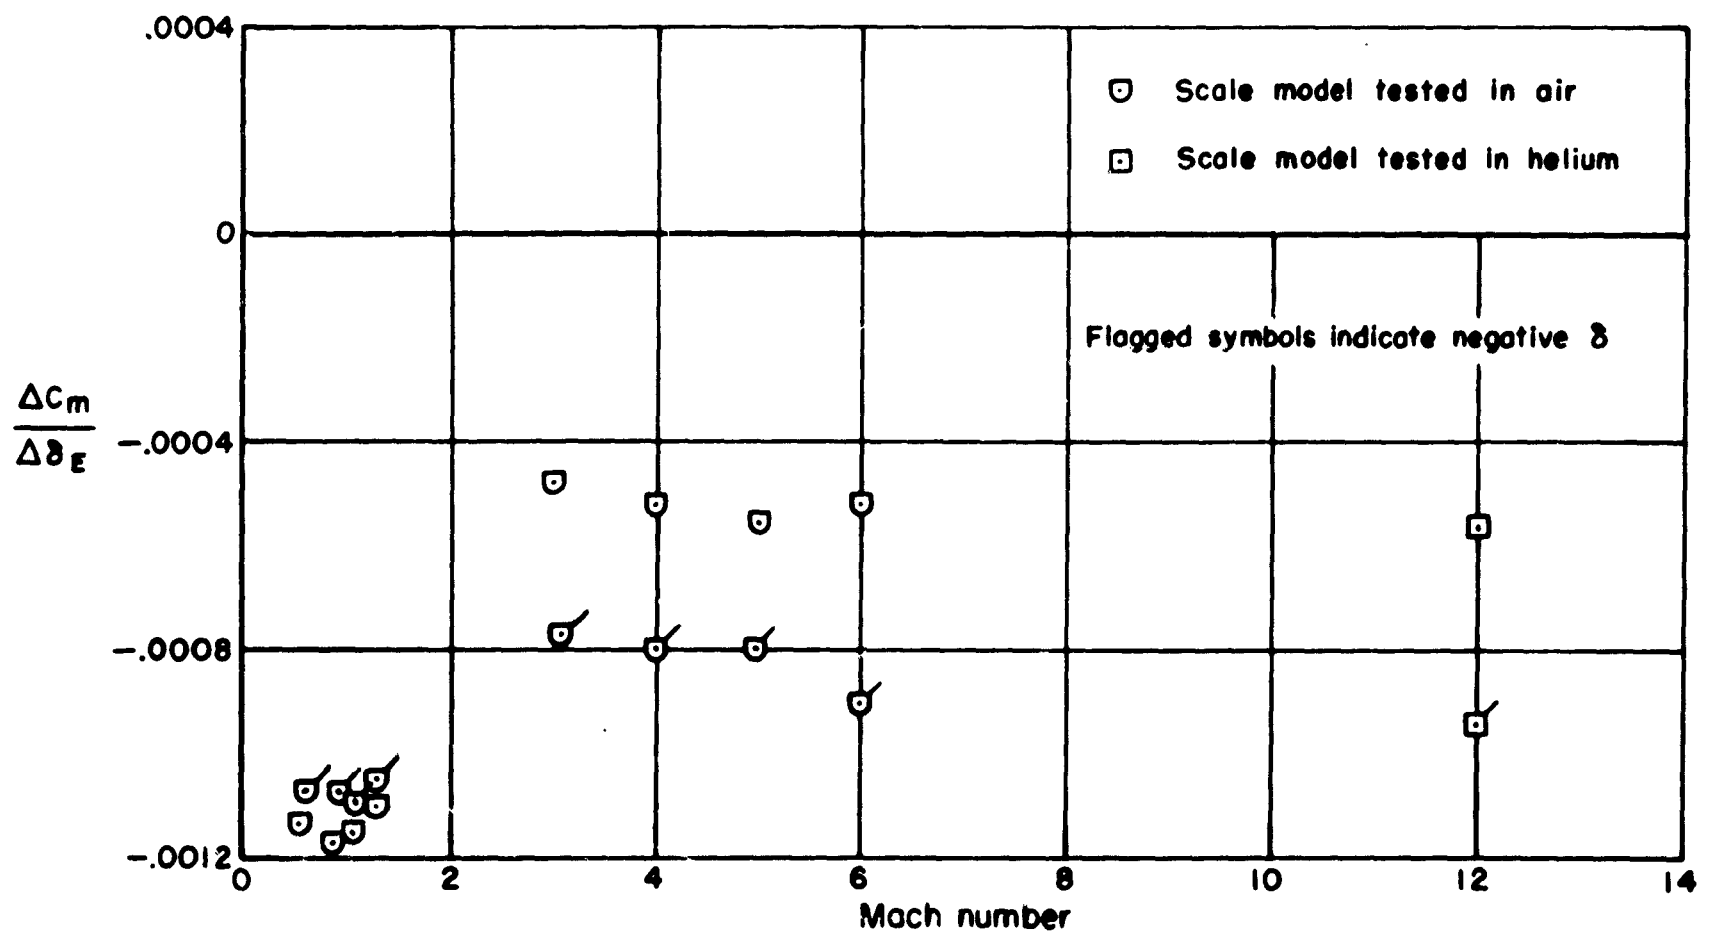 .0004
Scale model tested in air
Scale model tested in helium
0
Flagged symbols indicate negative δ
ΔCm
ΔδE
-.0004
-.0008
-.0012
0 2 4 6 8 10 12 14
Mach number